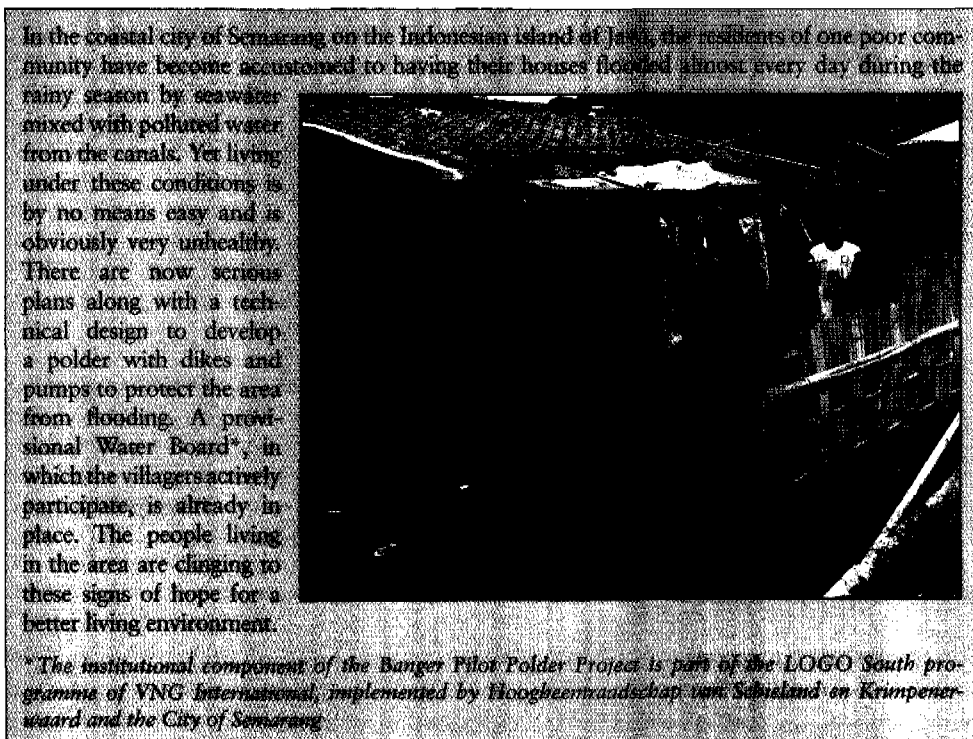 In the coastal city of Semarang on the Indonesian island of Java, the residents of one poor com-
munity have become accustomed to having their houses flooded almost every day during the
rainy season by seawater
mixed with polluted water
from the canals. Yet living
under these conditions is
by no means easy and is
obviously very unhealthy.
There are now serious
plans along with a tech-
nical design to develop
a polder with dikes and
pumps to protect the area
from flooding. A provi-
sional Water Board*, in
which the villagers actively
participate, is already in
place. The people living
in the area are clinging to
these signs of hope for a
better living environment.
*The institutional component of the Banger Pilot Polder Project is part of the LOGO South pro-
gramme of VNG International, implemented by Hoogheemraadschap van Schieland en Krimpener-
waard and the City of Semarang